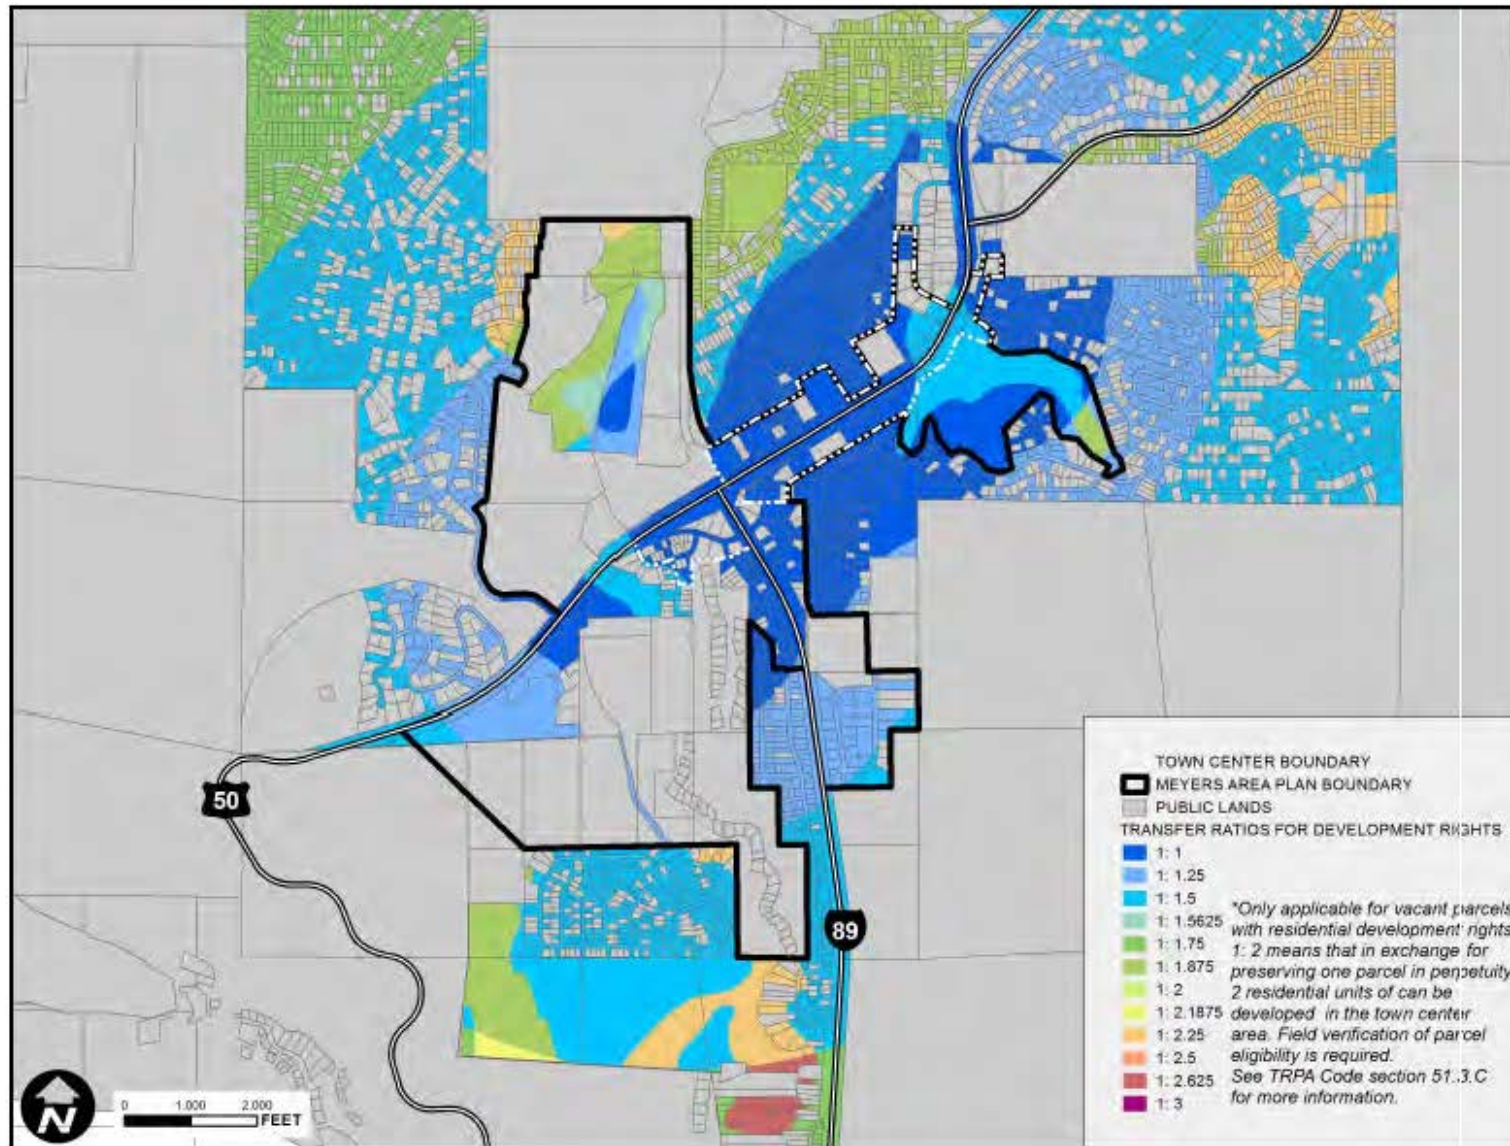 50
89
N
0 1,000 2,000
FEET
TOWN CENTER BOUNDARY
MEYERS AREA PLAN BOUNDARY
PUBLIC LANDS
TRANSFER RATIOS FOR DEVELOPMENT RIGHTS
1: 1
1: 1.25
1: 1.5
1: 1.5625
1: 1.75
1: 1.875
1: 2
1: 2.1875
1: 2.25
1: 2.5
1: 2.625
1: 3
*Only applicable for vacant parcels
with residential development rights
1: 2 means that in exchange for
preserving one parcel in perpetuity
2 residential units of can be
developed in the town center
area. Field verification of parcel
eligibility is required.
See TRPA Code section 51.3.C
for more information.